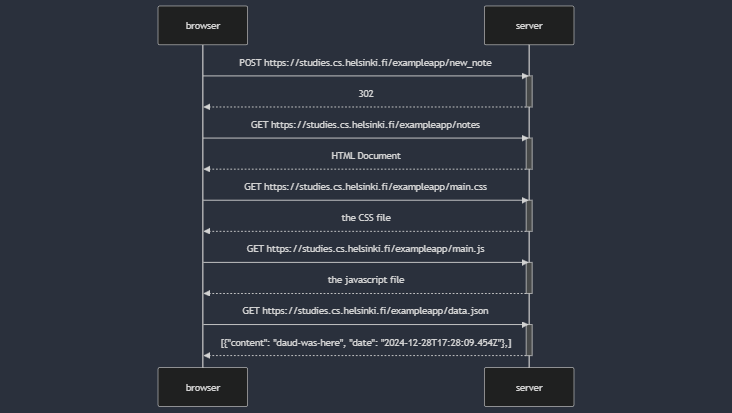 browser server
POST https://studies.cs.helsinki.fi/exampleapp/new_note
302
GET https://studies.cs.helsinki.fi/exampleapp/notes
HTML Document
GET https://studies.cs.helsinki.fi/exampleapp/main.css
the CSS file
GET https://studies.cs.helsinki.fi/exampleapp/main.js
the javascript file
GET https://studies.cs.helsinki.fi/exampleapp/data.json
[{"content": "daud-was-here", "date": "2024-12-28T17:28:09.454Z"},]
browser server